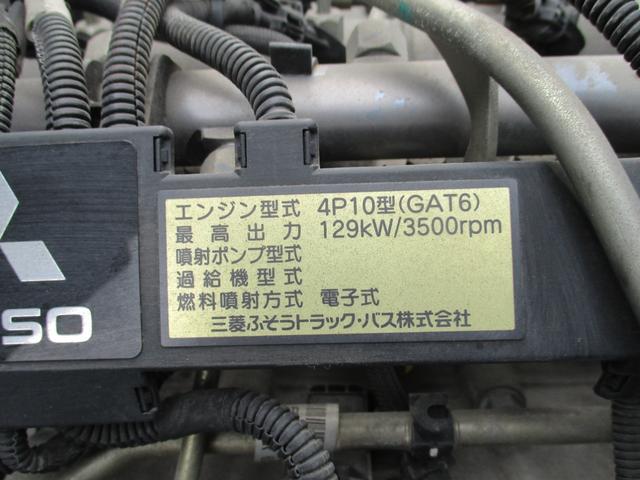 エンジン型式 4P10型(GAT6)
最高出力 129kW/3500rpm
噴射ポンプ型式
過給機型式
燃料噴射方式 電子式
三菱ふそうトラック・バス株式会社
SO